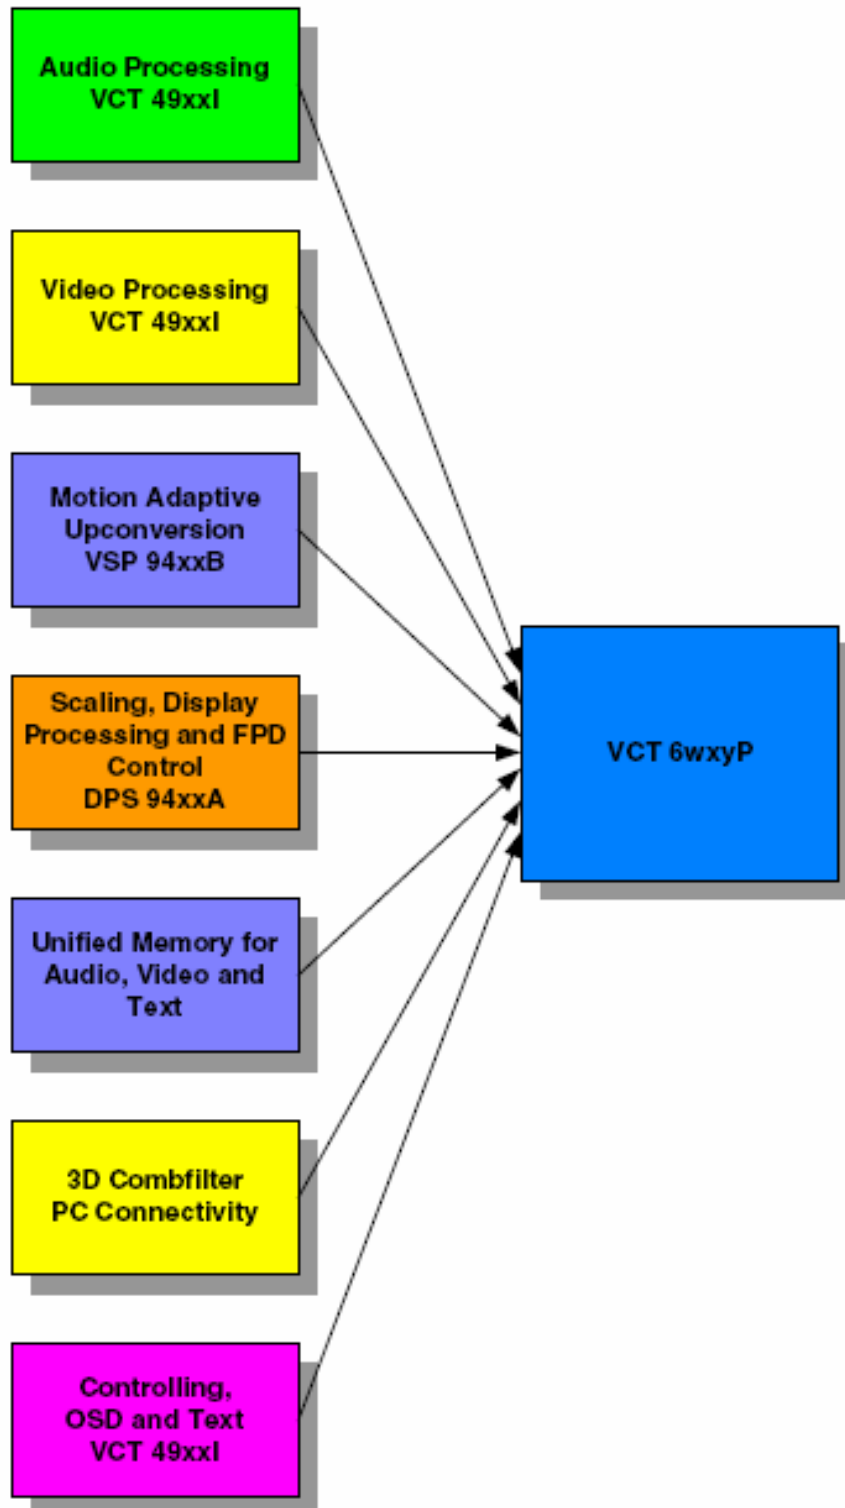 Audio Processing
VCT 49xxI
Video Processing
VCT 49xxI
Motion Adaptive
Upconversion
VSP 94xxB
Scaling, Display
Processing and FPD
Control
DPS 94xxA
VCT 6wxyP
Unified Memory for
Audio, Video and
Text
3D Combfilter
PC Connectivity
Controlling,
OSD and Text
VCT 49xxI